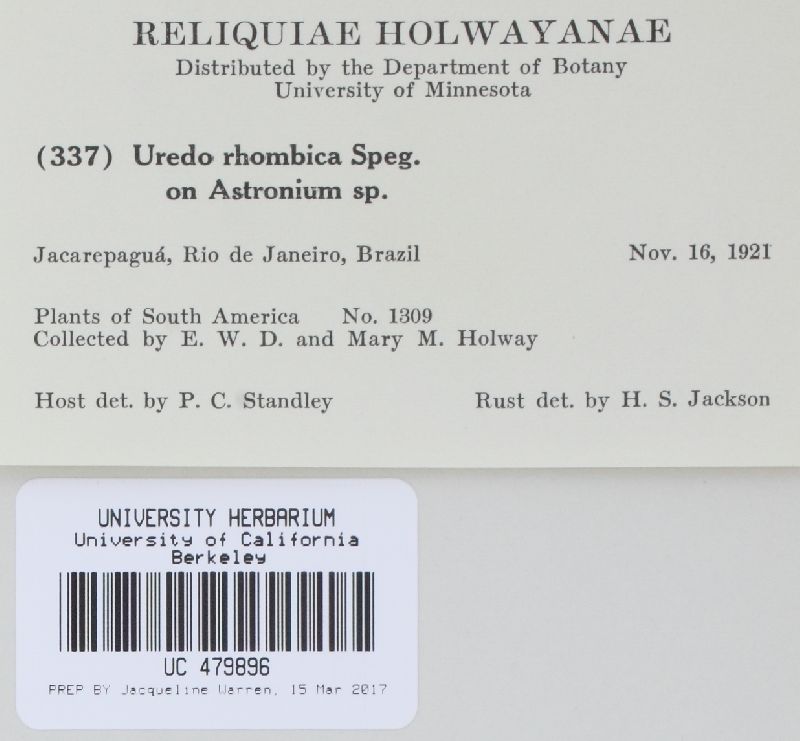 RELIQUIAE HOLWAYANAE
Distributed by the Department of Botany
University of Minnesota
(337) Uredo rhombica Speg.
on Astronium sp.
Jacarepaguá, Rio de Janeiro, Brazil Nov. 16, 1921
Plants of South America No. 1309
Collected by E. W. D. and Mary M. Holway
Host det. by P. C. Standley Rust det. by H. S. Jackson
UNIVERSITY HERBARIUM
University of California
Berkeley
UC 479896
PREP BY Jacqueline Warren, 15 Mar 2017